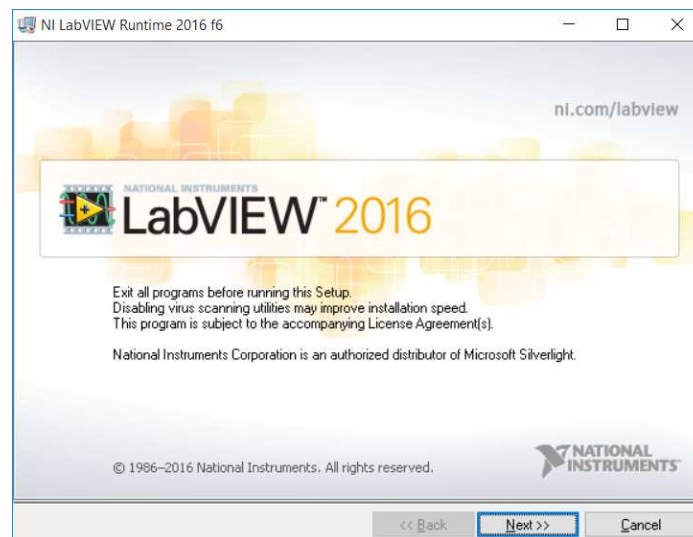 NI LabVIEW Runtime 2016 f6
ni.com/labview
NATIONAL INSTRUMENTS
LabVIEW™ 2016
Exit all programs before running this Setup.
Disabling virus scanning utilities may improve installation speed.
This program is subject to the accompanying License Agreement(s).
National Instruments Corporation is an authorized distributor of Microsoft Silverlight.
© 1986–2016 National Instruments. All rights reserved.
NATIONAL
INSTRUMENTS
<< Back Next >> Cancel